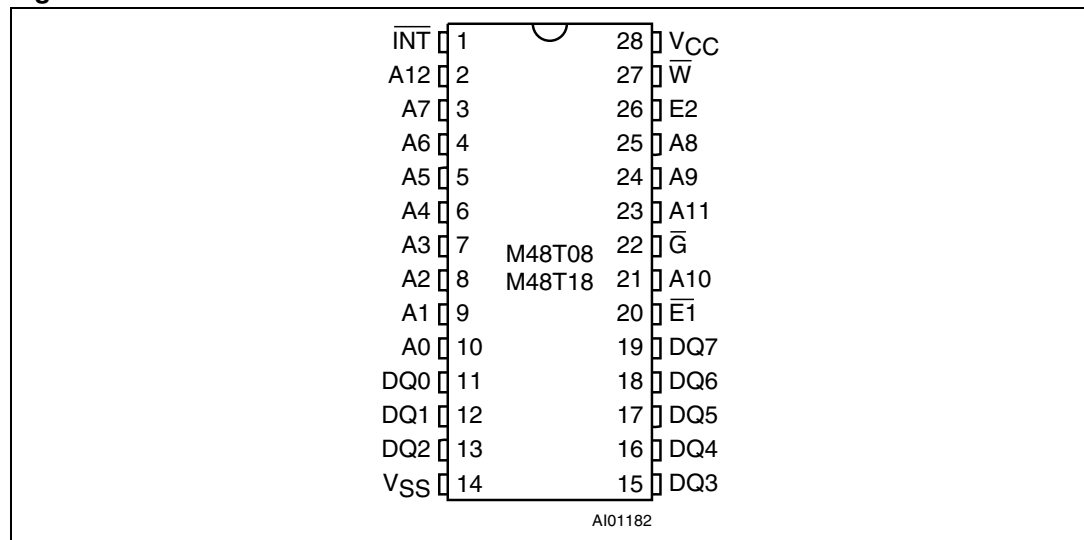 INT 1 28 VCC
A12 2 27 W
A7 3 26 E2
A6 4 25 A8
A5 5 24 A9
A4 6 23 A11
A3 7 22 G
M48T08
A2 8 21 A10
M48T18
A1 9 20 E1
A0 10 19 DQ7
DQ0 11 18 DQ6
DQ1 12 17 DQ5
DQ2 13 16 DQ4
VSS 14 15 DQ3
AI01182